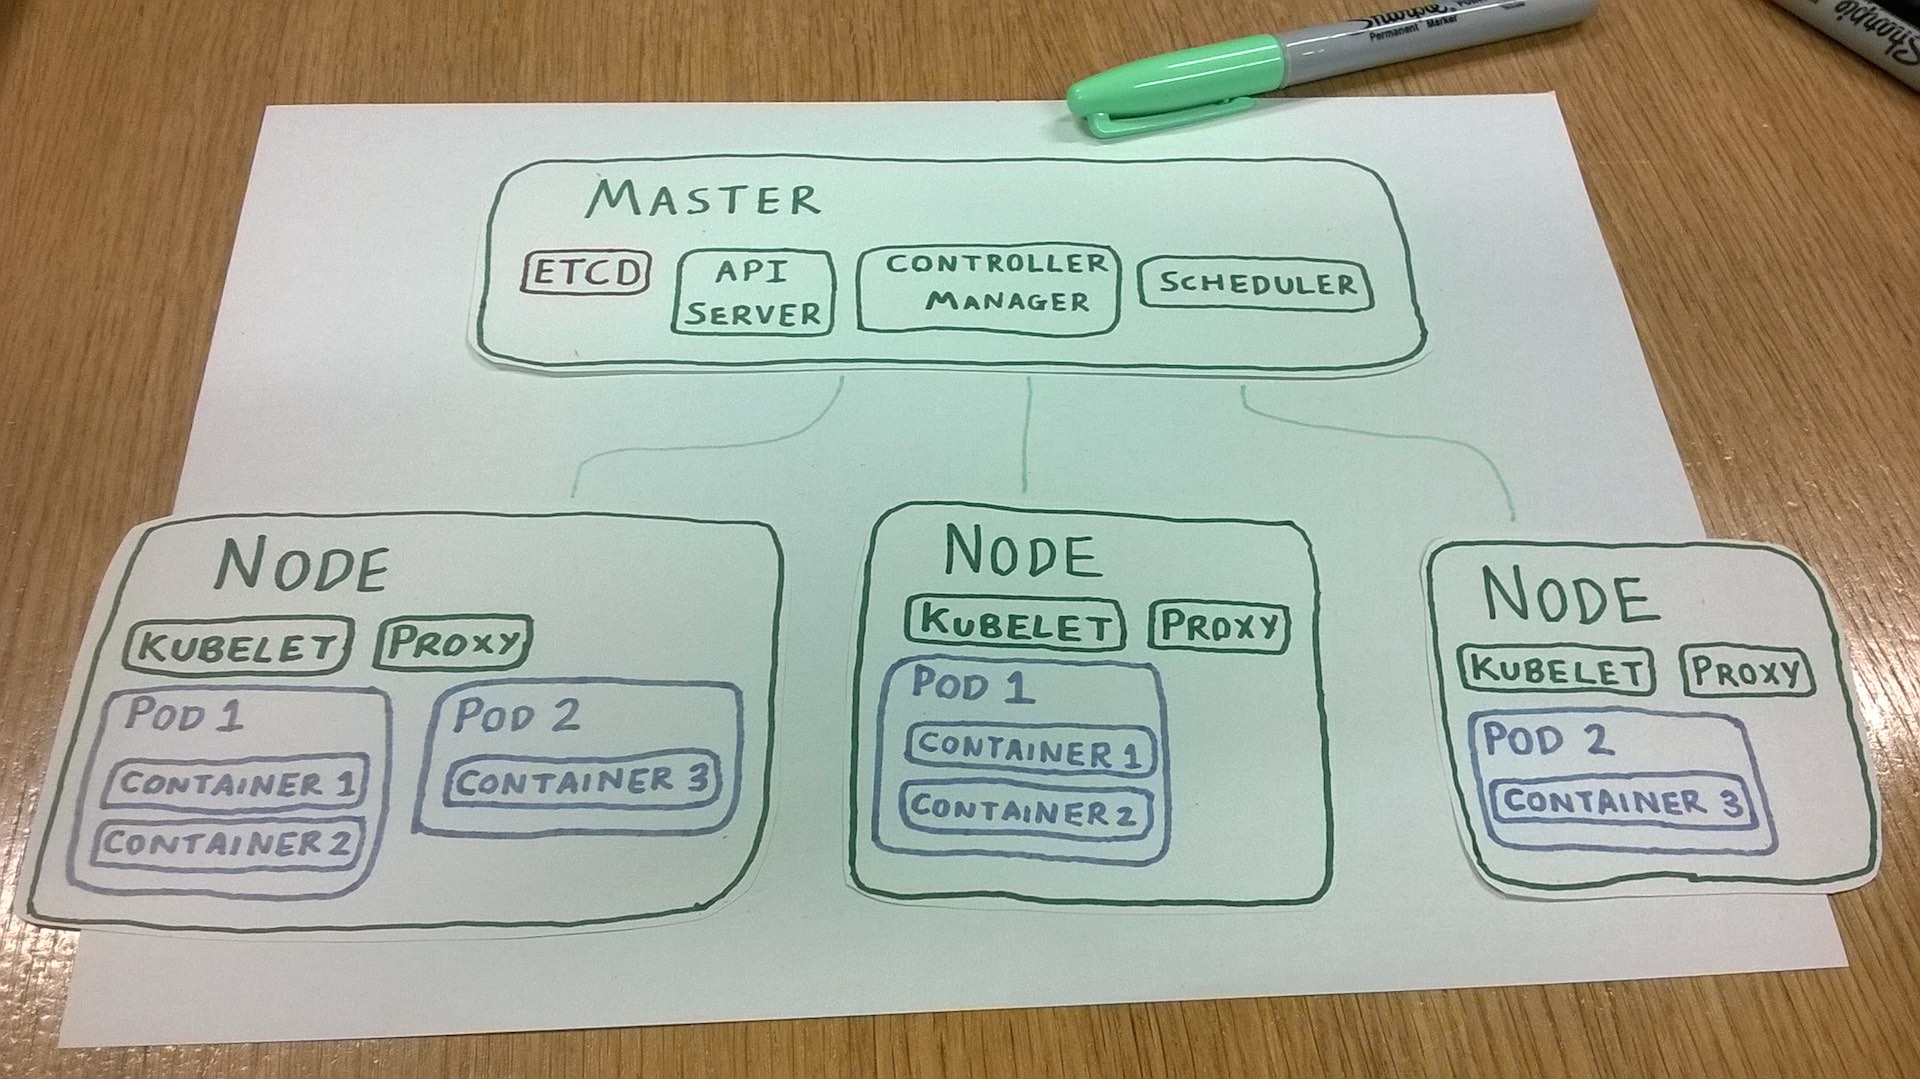 Sharpie
Permanent Marker
Sharpie
MASTER
ETCD
API
SERVER
CONTROLLER
MANAGER
SCHEDULER
NODE
KUBELET
PROXY
POD 1
CONTAINER 1
CONTAINER 2
POD 2
CONTAINER 3
NODE
KUBELET
PROXY
POD 1
CONTAINER 1
CONTAINER 2
NODE
KUBELET
PROXY
POD 2
CONTAINER 3